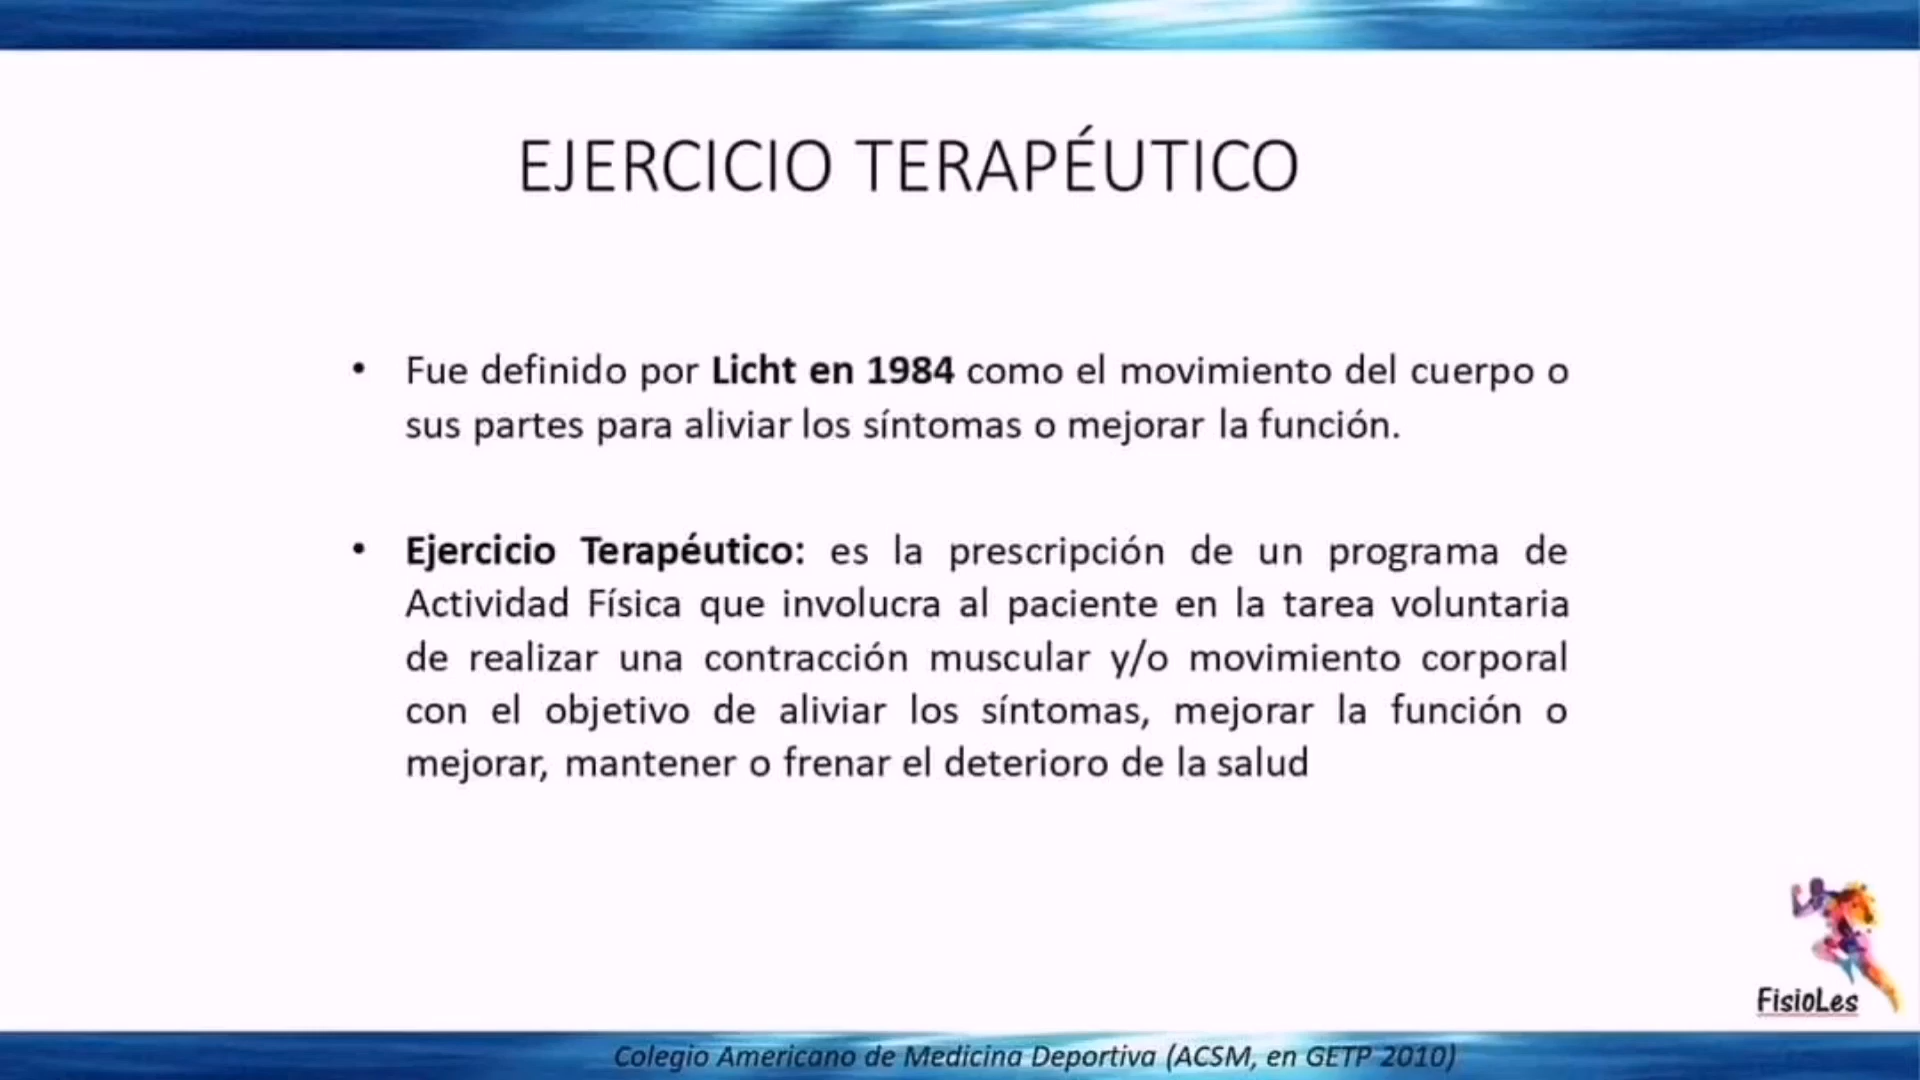 EJERCICIO TERAPÉUTICO
• Fue definido por Licht en 1984 como el movimiento del cuerpo o
sus partes para aliviar los síntomas o mejorar la función.
• Ejercicio Terapéutico: es la prescripción de un programa de
Actividad Física que involucra al paciente en la tarea voluntaria
de realizar una contracción muscular y/o movimiento corporal
con el objetivo de aliviar los síntomas, mejorar la función o
mejorar, mantener o frenar el deterioro de la salud
FisioLes
Colegio Americano de Medicina Deportiva (ACSM, en GETP 2010)